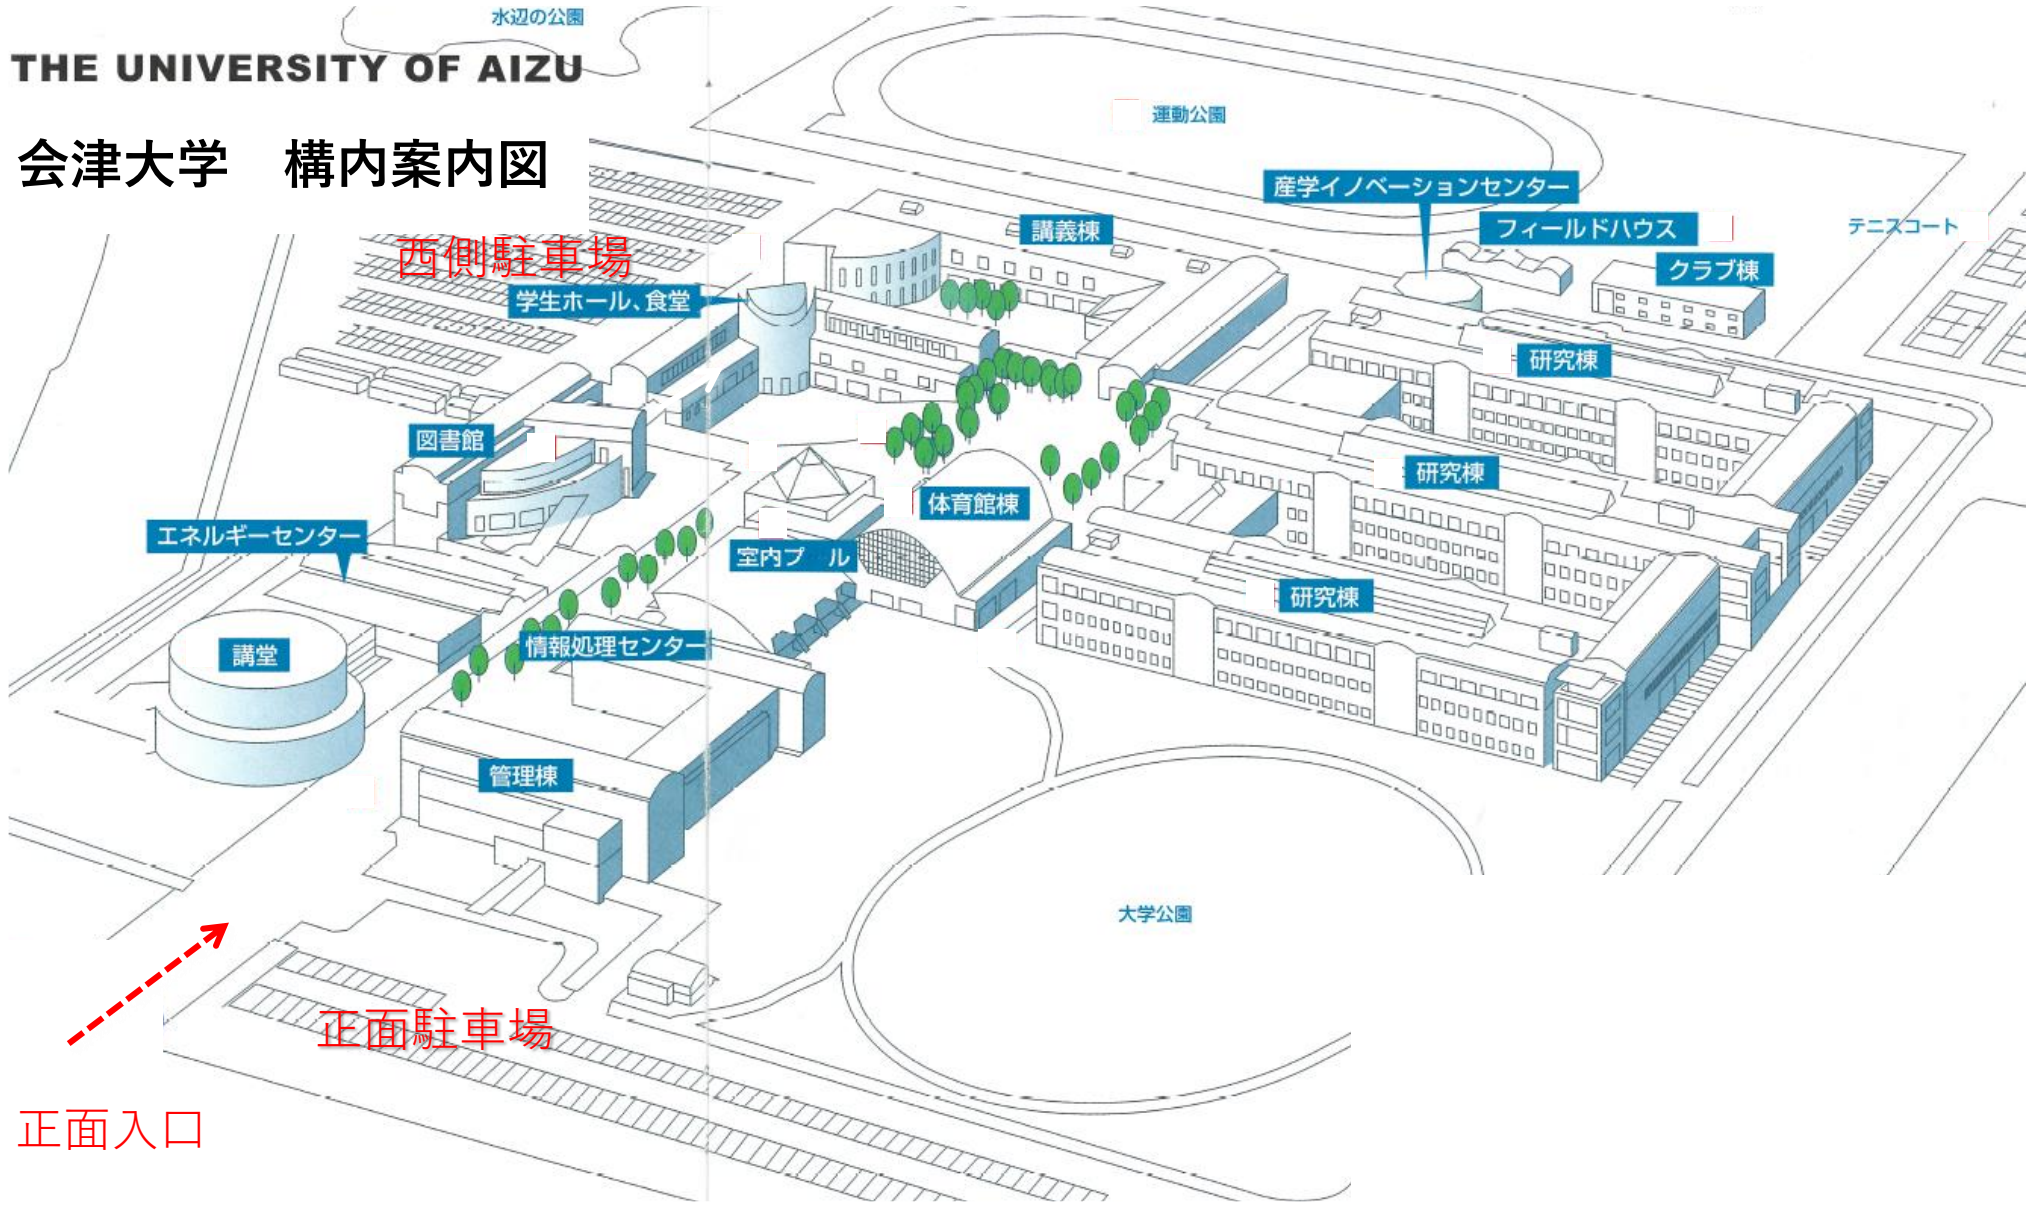 水辺の公園
THE UNIVERSITY OF AIZU
会津大学　構内案内図
運動公園
産学イノベーションセンター
フィールドハウス
テニスコート
講義棟
西側駐車場
クラブ棟
学生ホール、食堂
研究棟
図書館
研究棟
体育館棟
エネルギーセンター
室内プ　ル
研究棟
情報処理センター
講堂
管理棟
大学公園
正面駐車場
正面入口